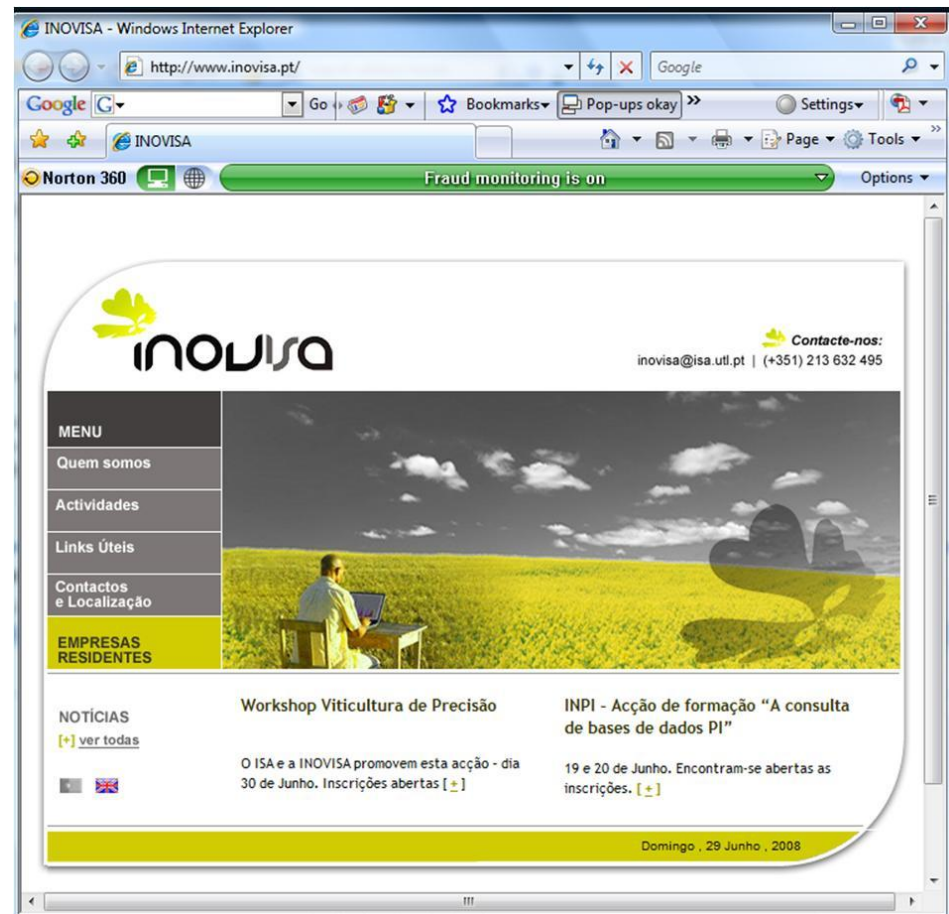 INOVISA - Windows Internet Explorer
http://www.inovisa.pt/
Google
Google G Go Bookmarks Pop-ups okay >> Settings
INOVISA Page Tools >>
Norton 360 Fraud monitoring is on Options
inovisa
Contacte-nos:
inovisa@isa.utl.pt | (+351) 213 632 495
MENU
Quem somos
Actividades
Links Úteis
Contactos
e Localização
EMPRESAS
RESIDENTES
NOTÍCIAS
[+] ver todas
Workshop Viticultura de Precisão
O ISA e a INOVISA promovem esta acção - dia
30 de Junho. Inscrições abertas [ + ]
INPI - Acção de formação “A consulta
de bases de dados PI”
19 e 20 de Junho. Encontram-se abertas as
inscrições. [ + ]
Domingo , 29 Junho , 2008